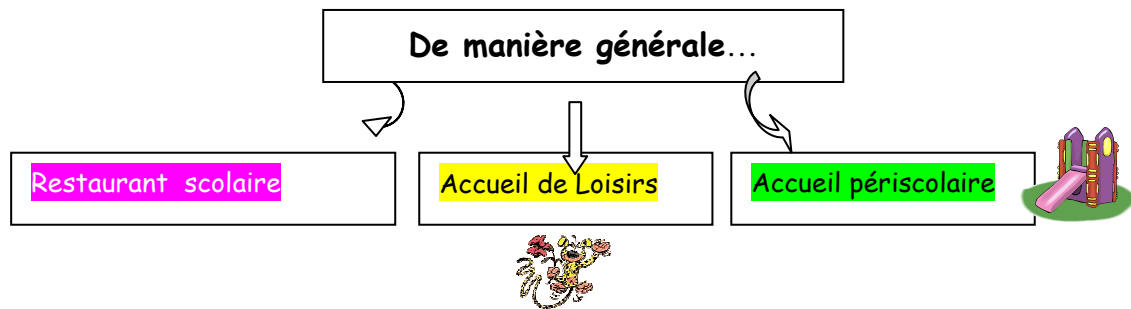 De manière générale…
Restaurant scolaire
Accueil de Loisirs
Accueil périscolaire